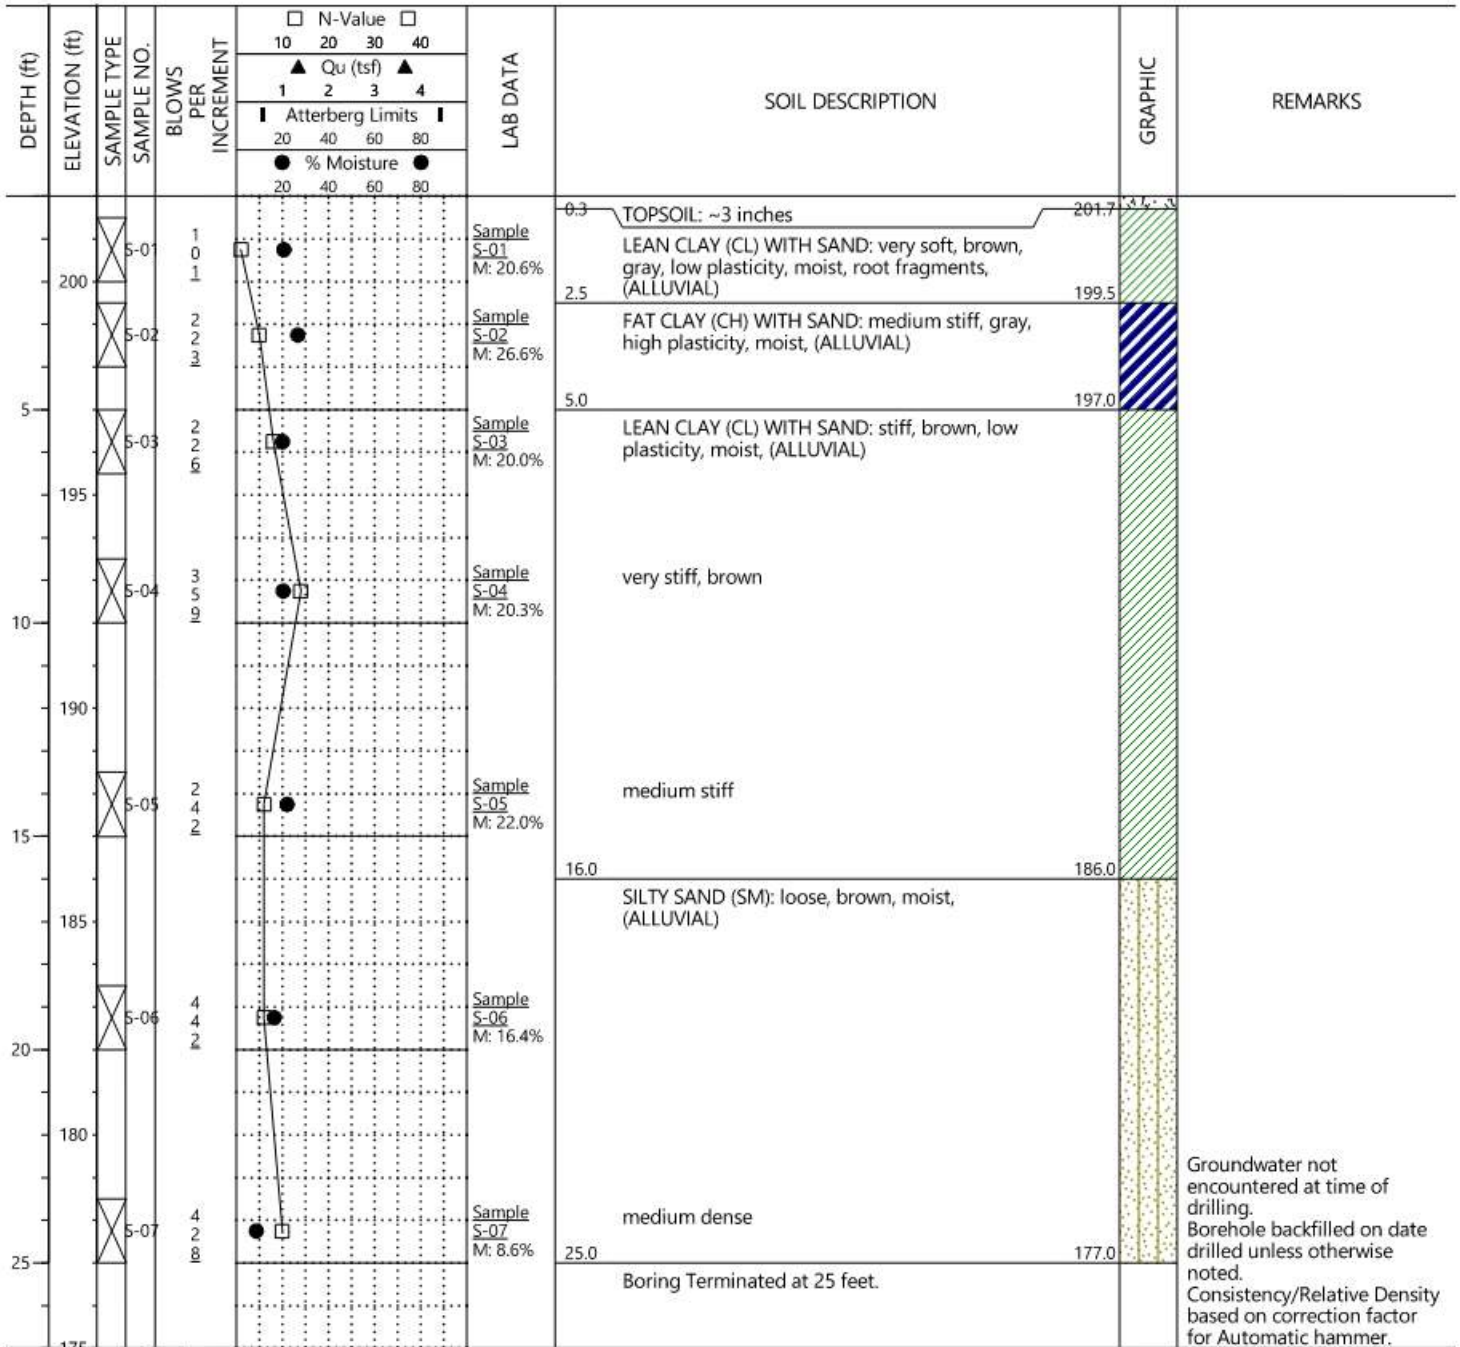 DEPTH (ft)
ELEVATION (ft)
SAMPLE TYPE
SAMPLE NO.
BLOWS
PER
INCREMENT
N-Value
10 20 30 40
Qu (tsf)
1 2 3 4
Atterberg Limits
20 40 60 80
% Moisture
20 40 60 80
LAB DATA
SOIL DESCRIPTION
GRAPHIC
REMARKS
0.3 TOPSOIL: ~3 inches 201.7
S-01
1
0
1
Sample
S-01
M: 20.6%
LEAN CLAY (CL) WITH SAND: very soft, brown,
gray, low plasticity, moist, root fragments,
(ALLUVIAL)
200
2.5 199.5
S-02
2
2
3
Sample
S-02
M: 26.6%
FAT CLAY (CH) WITH SAND: medium stiff, gray,
high plasticity, moist, (ALLUVIAL)
5.0 197.0
5
S-03
2
2
6
Sample
S-03
M: 20.0%
LEAN CLAY (CL) WITH SAND: stiff, brown, low
plasticity, moist, (ALLUVIAL)
195
S-04
3
5
9
Sample
S-04
M: 20.3%
very stiff, brown
10
190
S-05
2
4
2
Sample
S-05
M: 22.0%
medium stiff
15
16.0 186.0
SILTY SAND (SM): loose, brown, moist,
(ALLUVIAL)
185
S-06
4
4
2
Sample
S-06
M: 16.4%
20
180
S-07
4
2
8
Sample
S-07
M: 8.6%
medium dense
25
25.0 177.0
Boring Terminated at 25 feet.
175
Groundwater not
encountered at time of
drilling.
Borehole backfilled on date
drilled unless otherwise
noted.
Consistency/Relative Density
based on correction factor
for Automatic hammer.